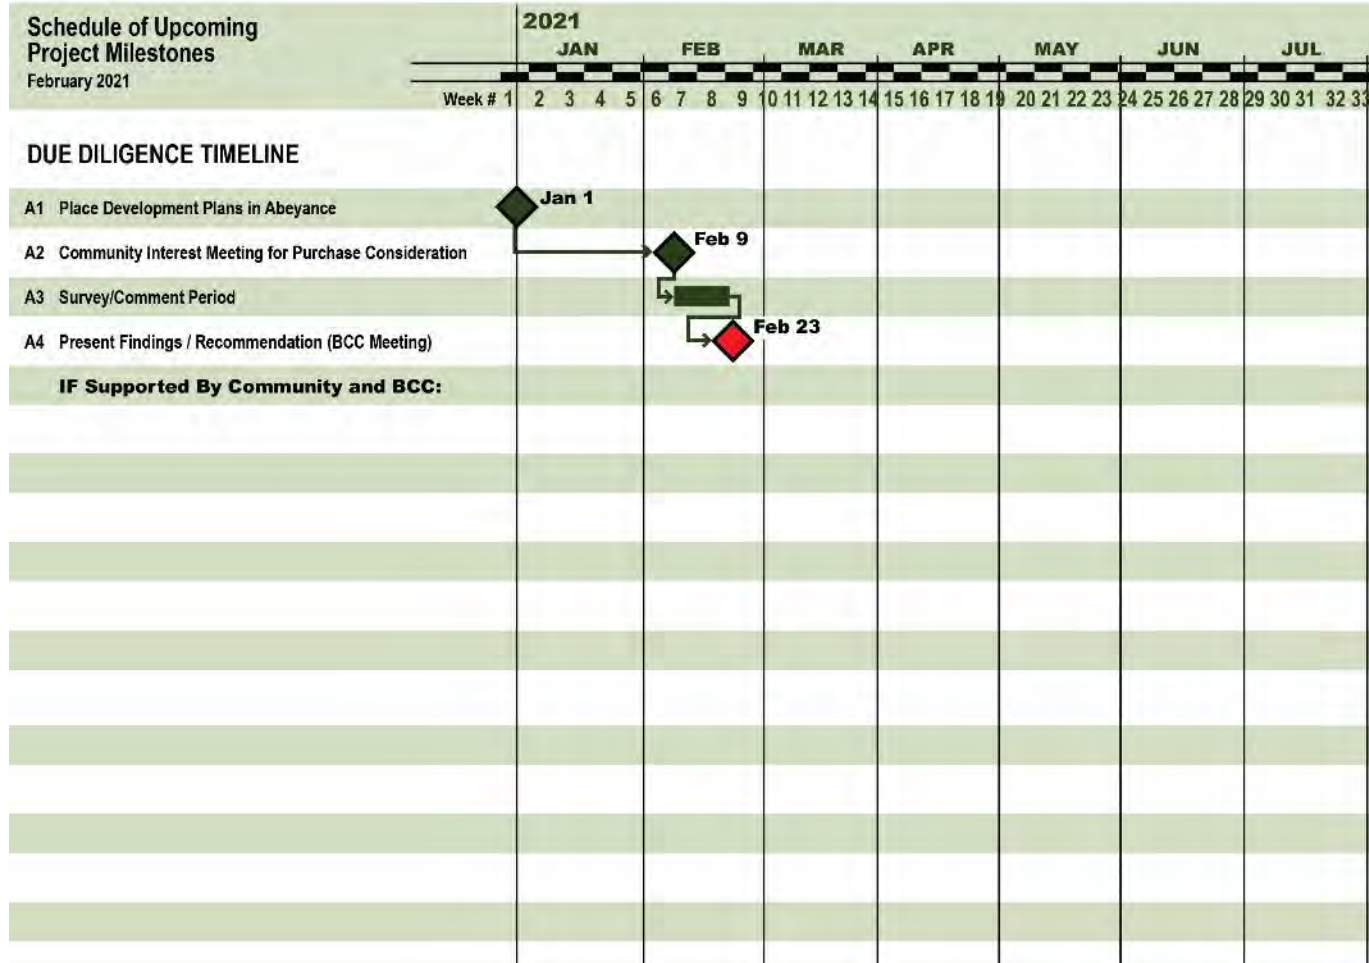 Schedule of Upcoming
Project Milestones
February 2021
2021
JAN FEB MAR APR MAY JUN JUL
Week # 1 2 3 4 5 6 7 8 9 10 11 12 13 14 15 16 17 18 19 20 21 22 23 24 25 26 27 28 29 30 31 32 33
DUE DILIGENCE TIMELINE
A1 Place Development Plans in Abeyance Jan 1
A2 Community Interest Meeting for Purchase Consideration Feb 9
A3 Survey/Comment Period
A4 Present Findings / Recommendation (BCC Meeting) Feb 23
IF Supported By Community and BCC: